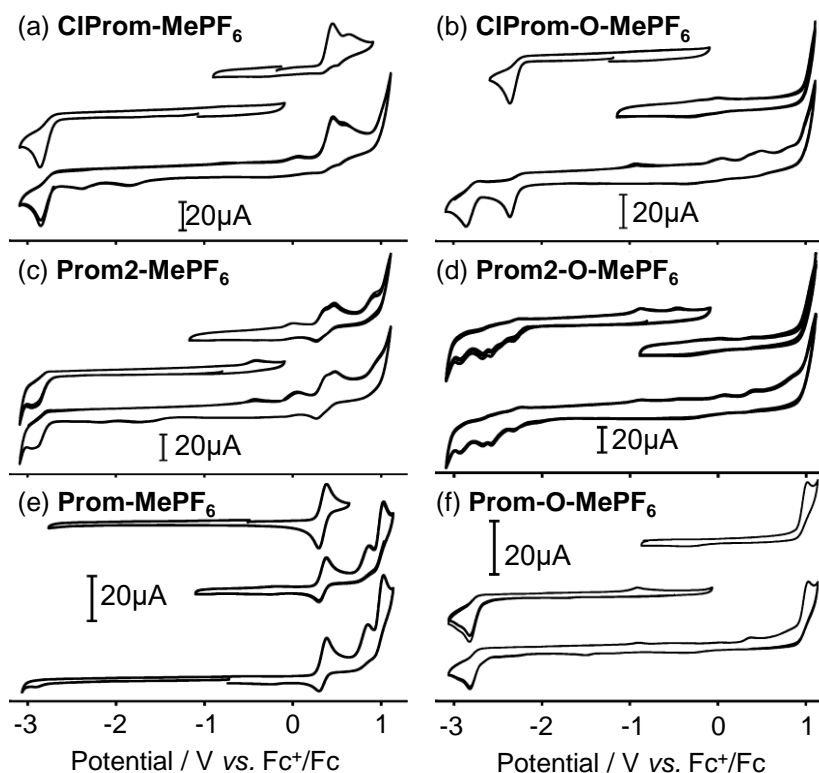 (a) ClProm-MePF₆
20µA
(b) ClProm-O-MePF₆
20µA
(c) Prom2-MePF₆
20µA
(d) Prom2-O-MePF₆
20µA
(e) Prom-MePF₆
20µA
(f) Prom-O-MePF₆
20µA
-3 -2 -1 0 1
Potential / V vs. Fc⁺/Fc
-3 -2 -1 0 1
Potential / V vs. Fc⁺/Fc